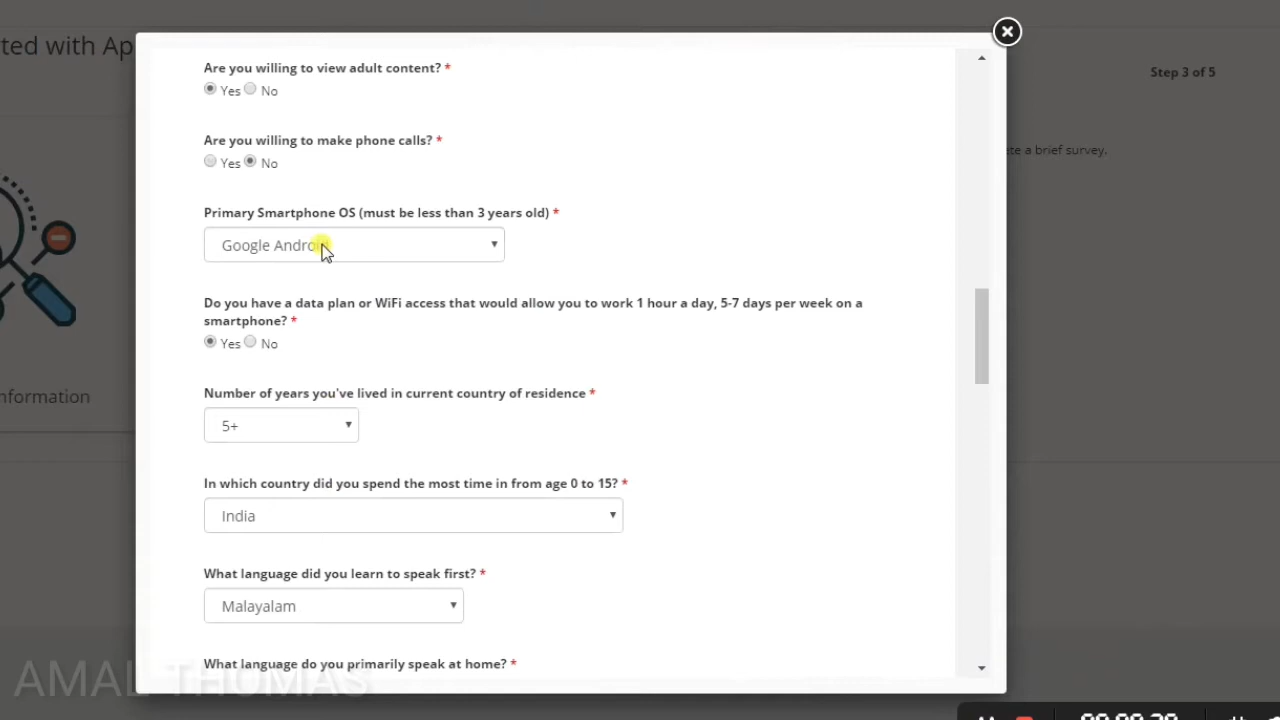 rted with Ap
Step 3 of 5
Are you willing to view adult content? *
Yes No
Are you willing to make phone calls? *
ete a brief survey.
Yes No
Primary Smartphone OS (must be less than 3 years old) *
Google Andro
Do you have a data plan or WiFi access that would allow you to work 1 hour a day, 5-7 days per week on a
smartphone? *
Yes No
Number of years you've lived in current country of residence *
nformation
5+
In which country did you spend the most time in from age 0 to 15? *
India
What language did you learn to speak first? *
Malayalam
What language do you primarily speak at home? *
AMAL THOMAS